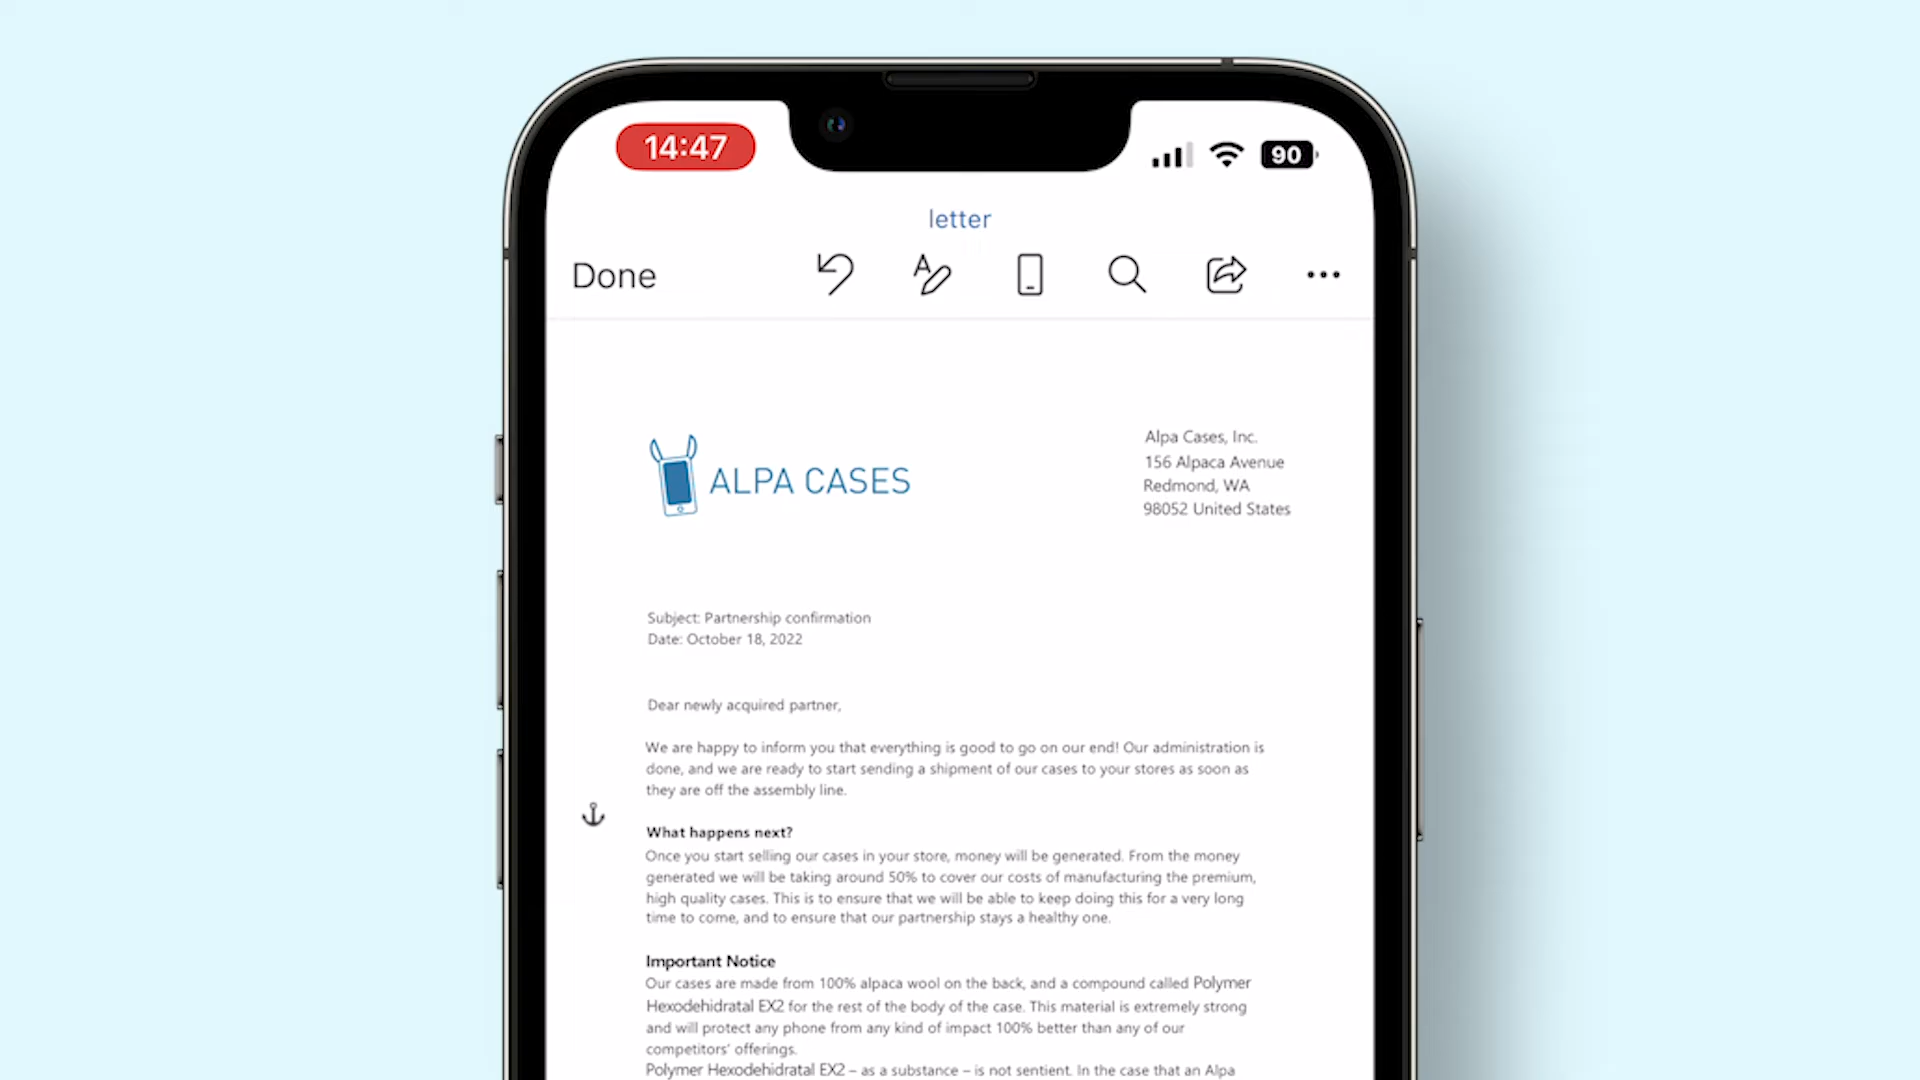 14:47
90
letter
Done
ALPA CASES
Alpa Cases, Inc.
156 Alpaca Avenue
Redmond, WA
98052 United States
Subject: Partnership confirmation
Date: October 18, 2022
Dear newly acquired partner,
We are happy to inform you that everything is good to go on our end! Our administration is
done, and we are ready to start sending a shipment of our cases to your stores as soon as
they are off the assembly line.
What happens next?
Once you start selling our cases in your store, money will be generated. From the money
generated we will be taking around 50% to cover our costs of manufacturing the premium,
high quality cases. This is to ensure that we will be able to keep doing this for a very long
time to come, and to ensure that our partnership stays a healthy one.
Important Notice
Our cases are made from 100% alpaca wool on the back, and a compound called Polymer
Hexodehidratal EX2 for the rest of the body of the case. This material is extremely strong
and will protect any phone from any kind of impact 100% better than any of our
competitors' offerings.
Polymer Hexodehidratal EX2 – as a substance – is not sentient. In the case that an Alpa